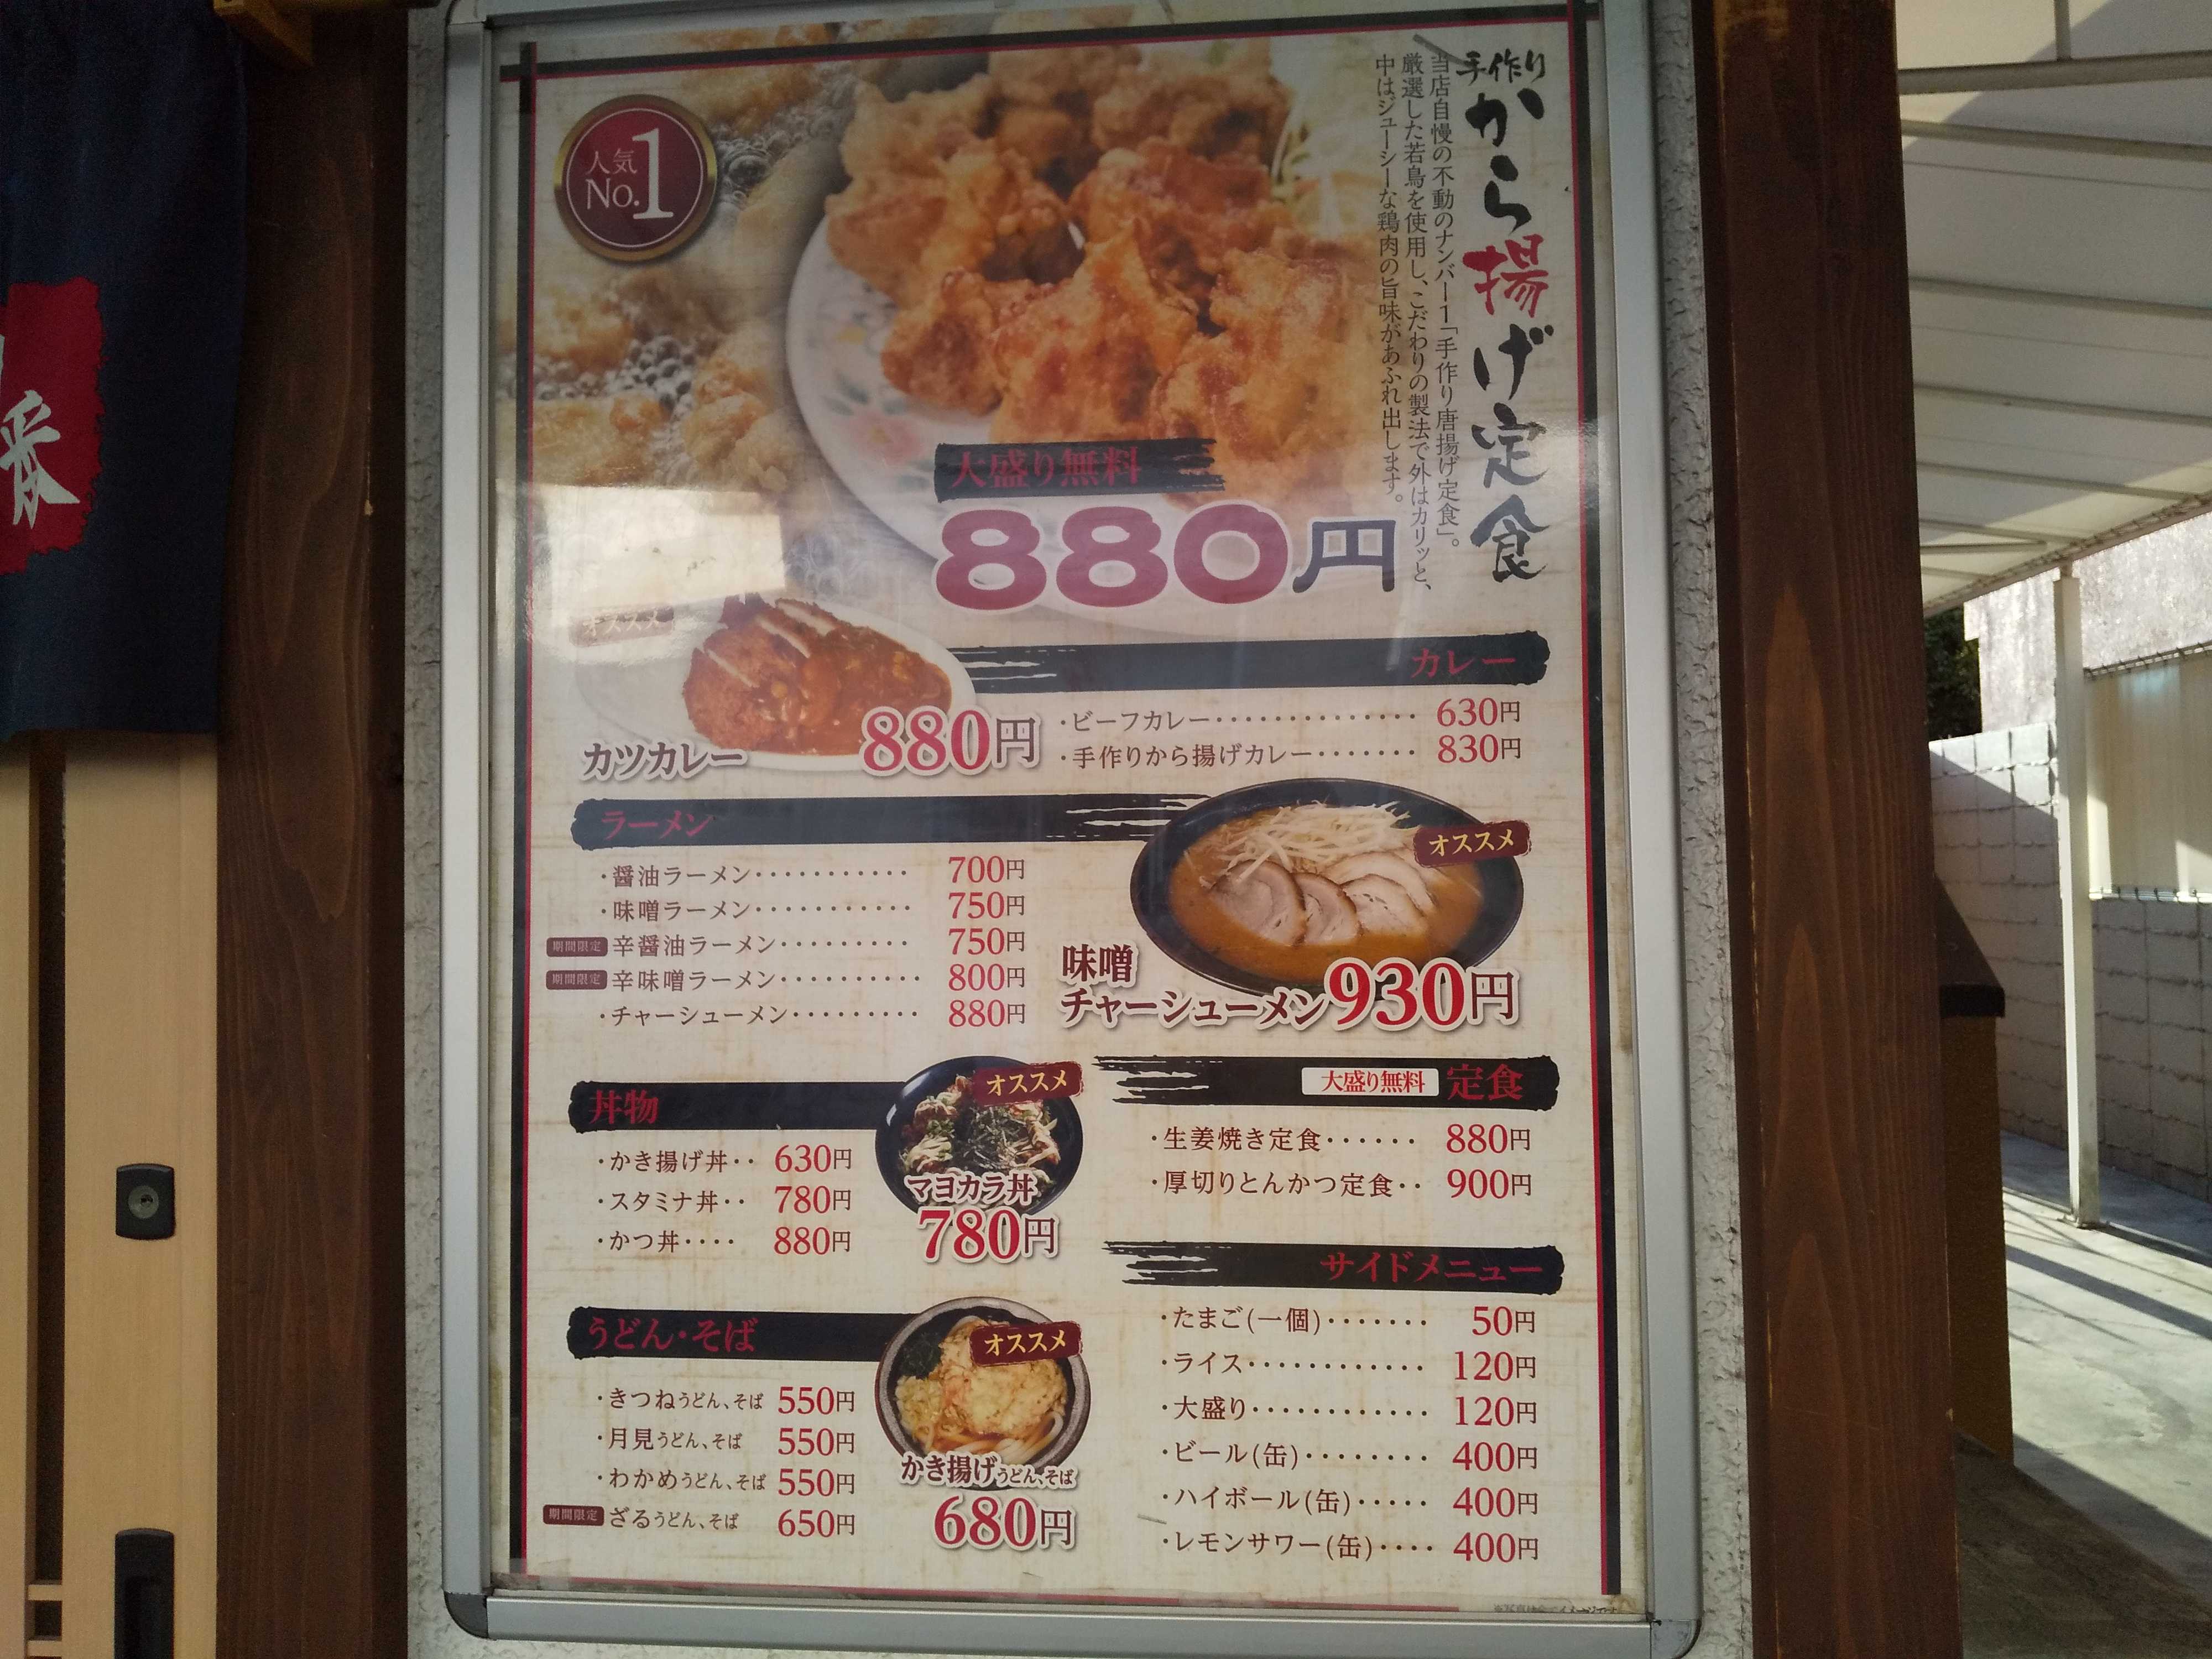 番
人気
No.1
手作り
から揚げ定食
当店自慢の不動のナンバー1「手作り唐揚げ定食」。
厳選した若鳥を使用し、こだわりの製法で外はカリッと、
中はジューシーな鶏肉の旨味があふれ出します。
大盛り無料
880円
オススメ
カツカレー 880円
カレー
・ビーフカレー・・・・・・・・・・・・・・ 630円
・手作りから揚げカレー・・・・・・・ 830円
ラーメン
・醤油ラーメン・・・・・・・・・・・ 700円
・味噌ラーメン・・・・・・・・・・・ 750円
期間限定 辛醤油ラーメン・・・・・・・・・ 750円
期間限定 辛味噌ラーメン・・・・・・・・・・ 800円
・チャーシューメン・・・・・・・・・ 880円
オススメ
味噌
チャーシューメン930円
丼物
・かき揚げ丼・・ 630円
・スタミナ丼・・ 780円
・かつ丼・・・・ 880円
オススメ
マヨカラ丼
780円
大盛り無料 定食
・生姜焼き定食・・・・・・ 880円
・厚切りとんかつ定食・・ 900円
うどん・そば
・きつねうどん、そば 550円
・月見うどん、そば 550円
・わかめうどん、そば 550円
期間限定 ざるうどん、そば 650円
オススメ
かき揚げうどん、そば
680円
サイドメニュー
・たまご(一個)・・・・・・・ 50円
・ライス・・・・・・・・・・・・ 120円
・大盛り・・・・・・・・・・・・ 120円
・ビール(缶)・・・・・・・・ 400円
・ハイボール(缶)・・・・・ 400円
・レモンサワー(缶)・・・・ 400円